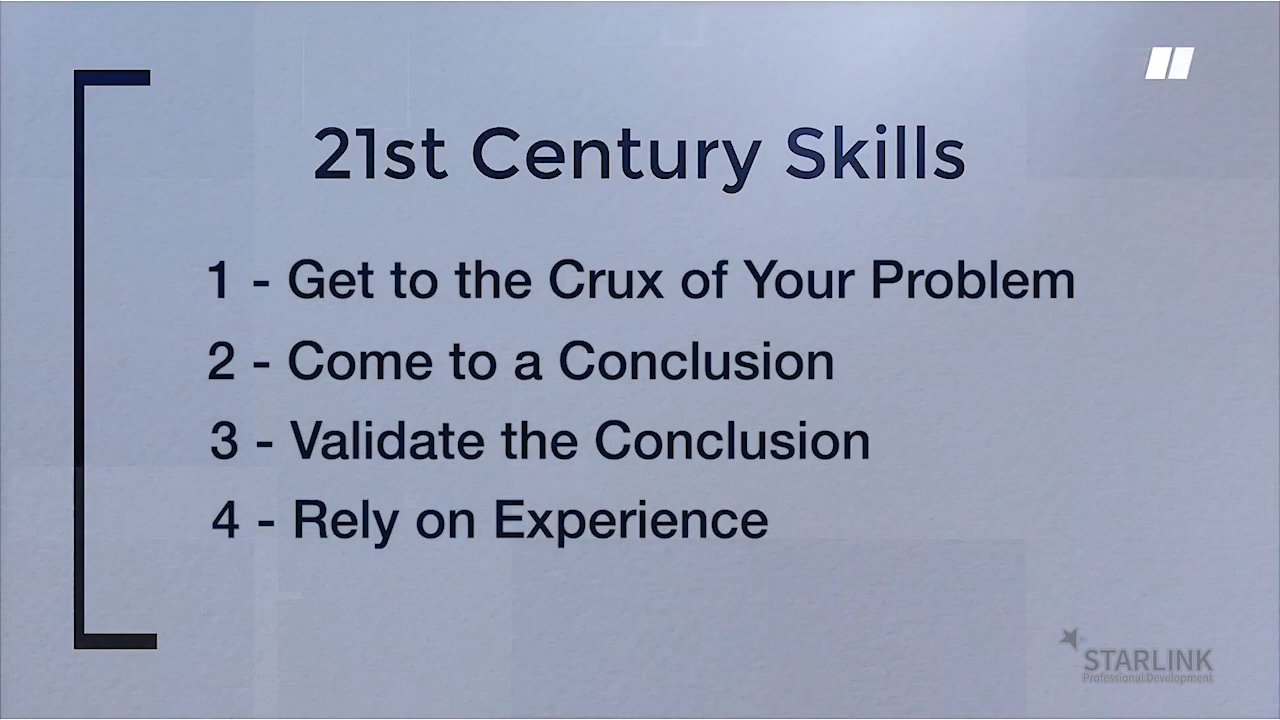 21st Century Skills
1 - Get to the Crux of Your Problem
2 - Come to a Conclusion
3 - Validate the Conclusion
4 - Rely on Experience
STARLINK
Professional Development